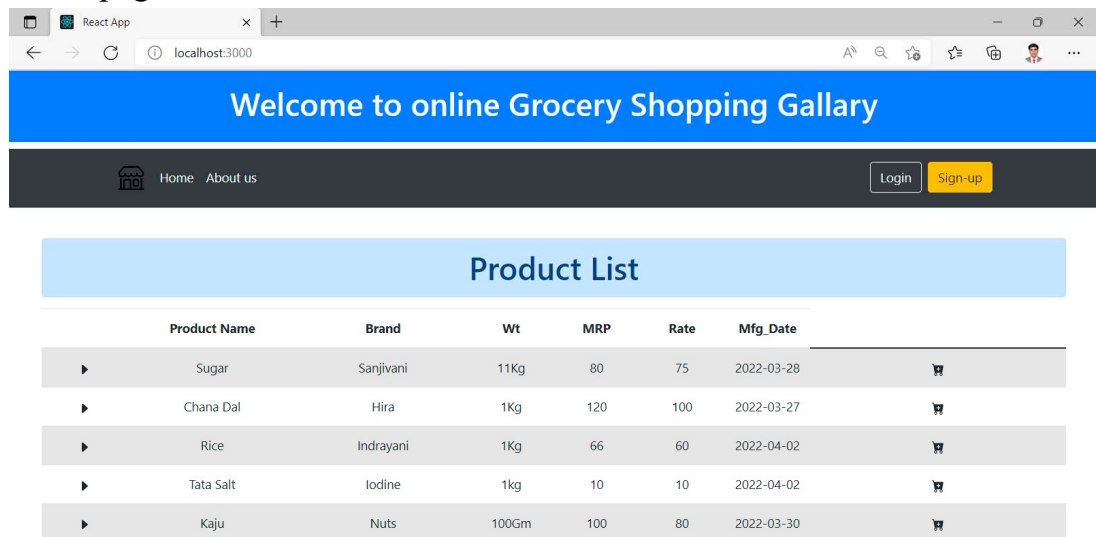 React App
localhost:3000
Welcome to online Grocery Shopping Gallary
Home About us Login Sign-up
Product List
Product Name Brand Wt MRP Rate Mfg_Date
Sugar Sanjivani 11Kg 80 75 2022-03-28
Chana Dal Hira 1Kg 120 100 2022-03-27
Rice Indrayani 1Kg 66 60 2022-04-02
Tata Salt Iodine 1kg 10 10 2022-04-02
Kaju Nuts 100Gm 100 80 2022-03-30